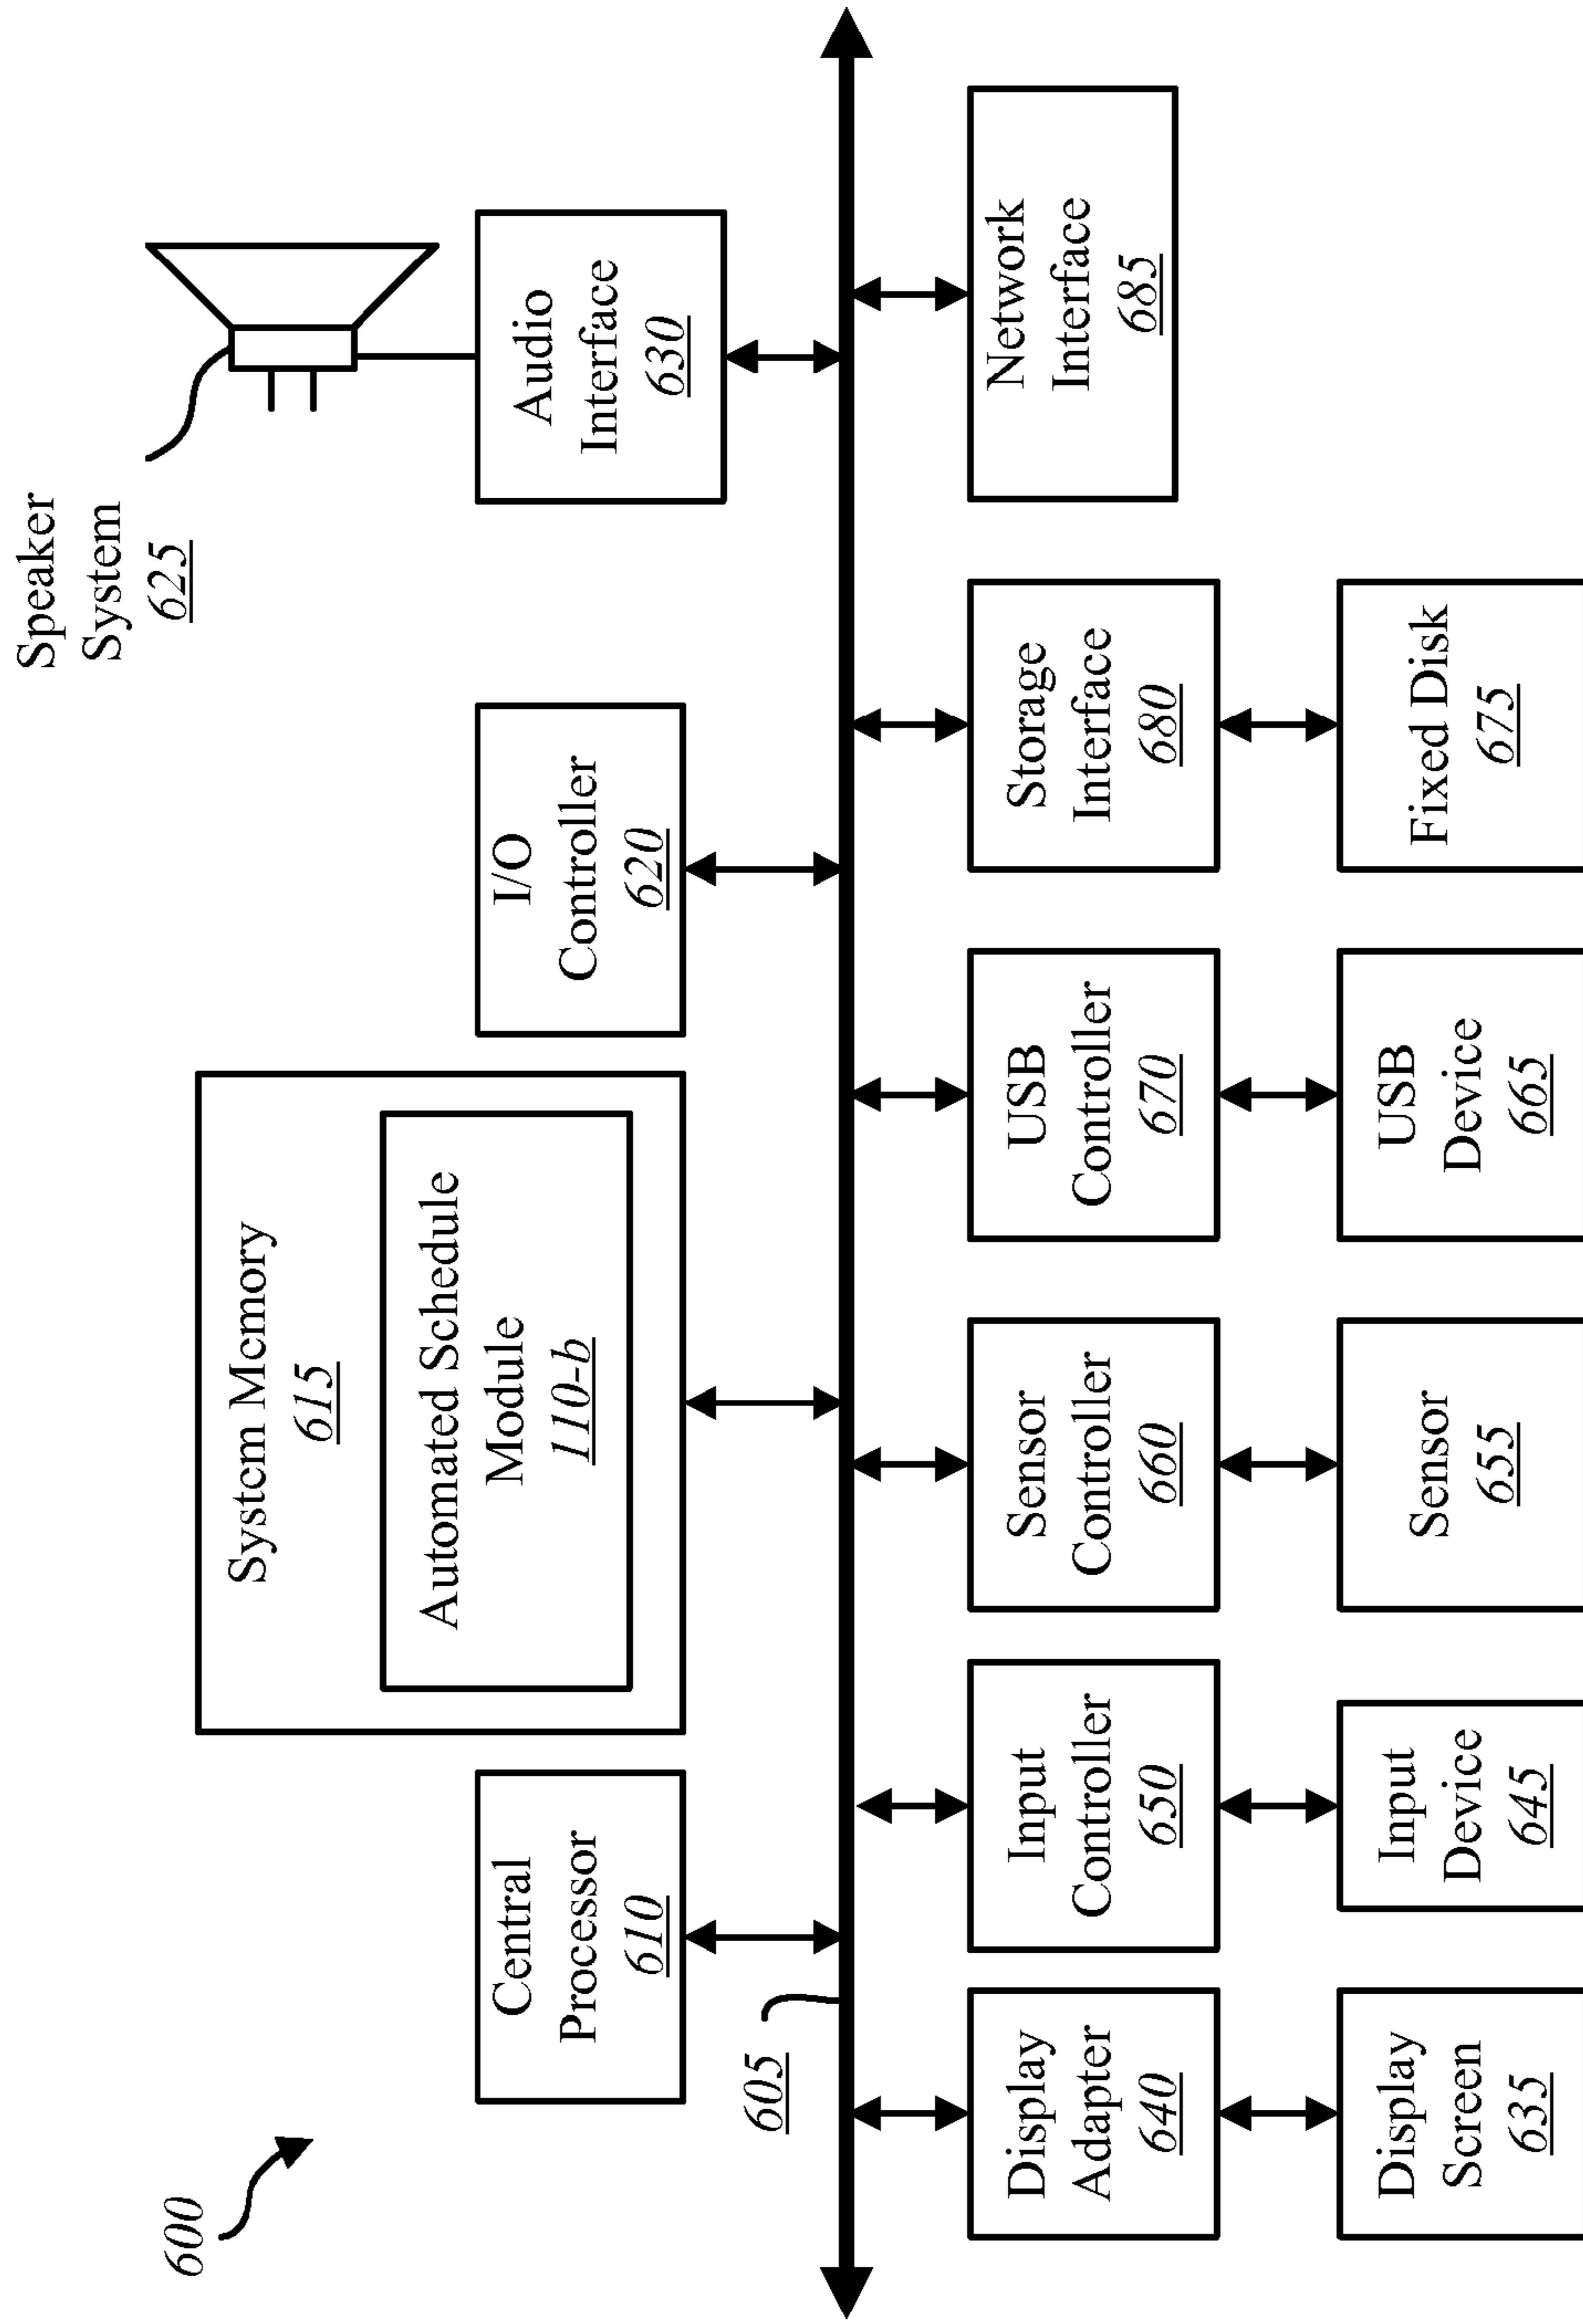 600
Speaker
System
625
System Memory
615
Automated Schedule
Module
110-b
Central
Processor
610
I/O
Controller
620
Audio
Interface
630
605
Display
Adapter
640
Input
Controller
650
Sensor
Controller
660
USB
Controller
670
Storage
Interface
680
Network
Interface
685
Display
Screen
635
Input
Device
645
Sensor
655
USB
Device
665
Fixed Disk
675